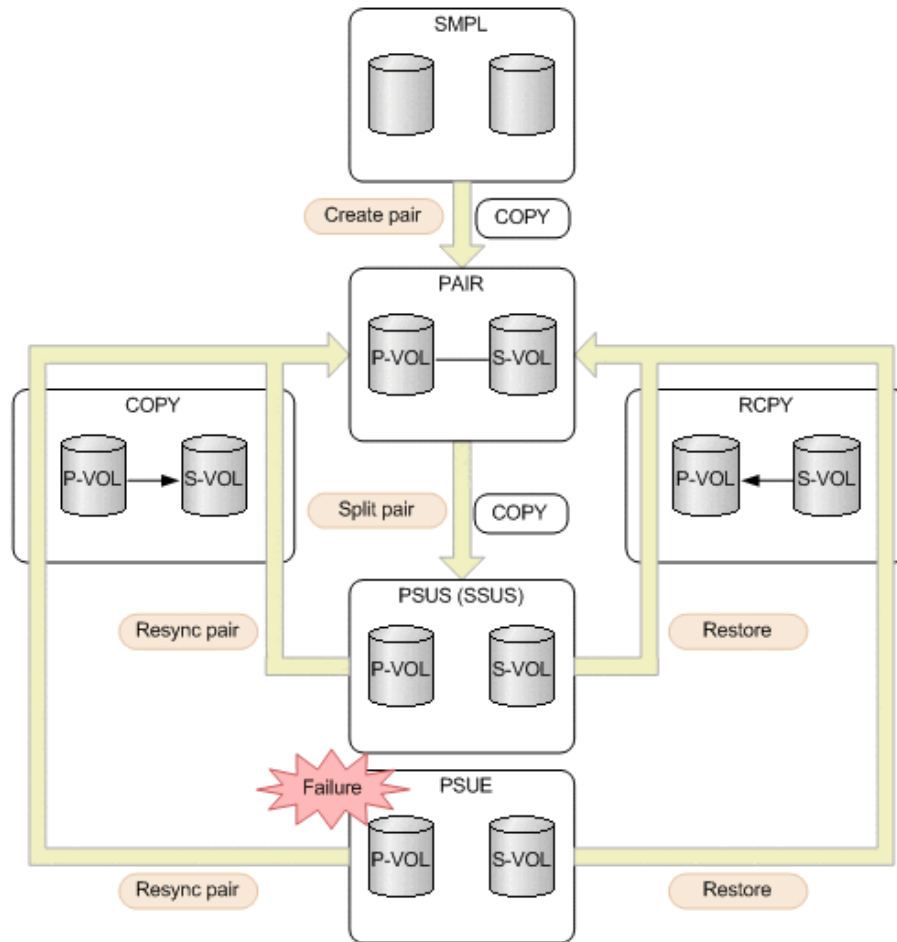 SMPL
Create pair
COPY
PAIR
P-VOL
S-VOL
COPY
P-VOL
S-VOL
RCPY
P-VOL
S-VOL
Split pair
COPY
PSUS (SSUS)
P-VOL
S-VOL
Resync pair
Restore
Failure
PSUE
P-VOL
S-VOL
Resync pair
Restore